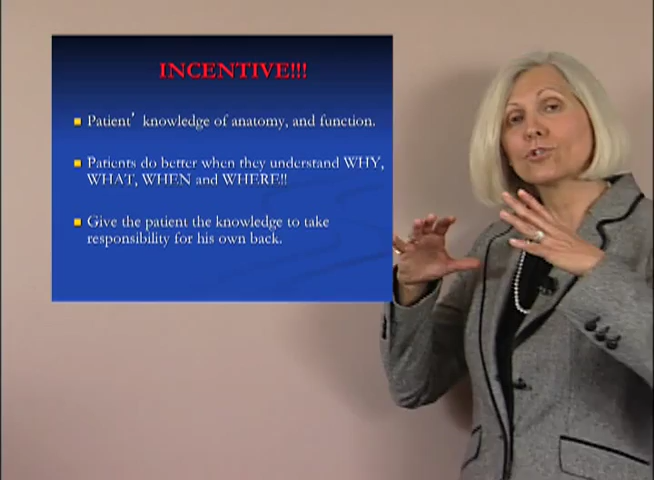 INCENTIVE!!!
Patient’ knowledge of anatomy, and function.
Patients do better when they understand WHY,
WHAT, WHEN and WHERE!!
Give the patient the knowledge to take
responsibility for his own back.